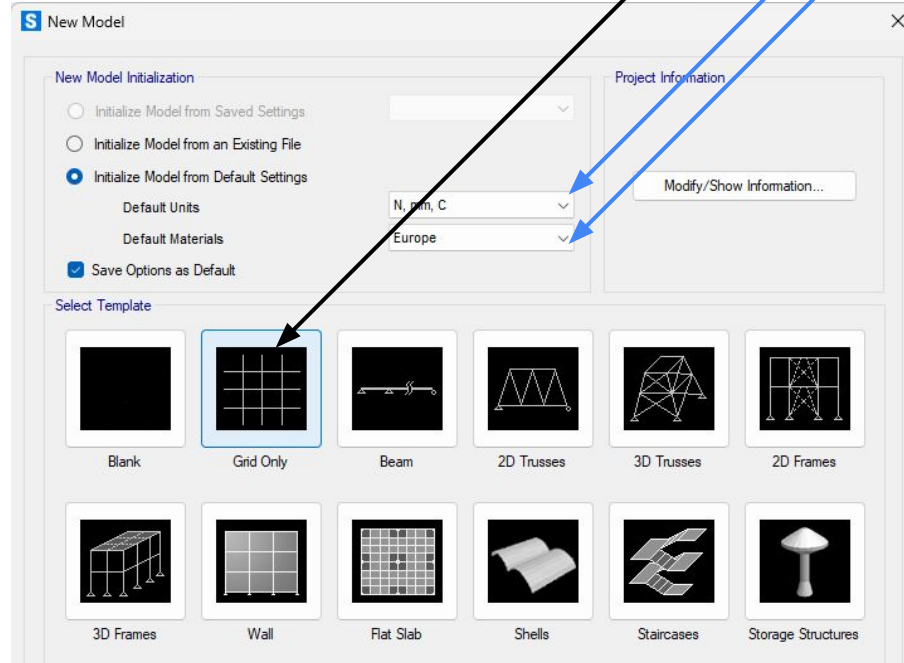 S New Model
New Model Initialization
Project Information
Initialize Model from Saved Settings
Initialize Model from an Existing File
Initialize Model from Default Settings
Modify/Show Information...
Default Units
N, mm, C
Default Materials
Europe
Save Options as Default
Select Template
Blank
Grid Only
Beam
2D Trusses
3D Trusses
2D Frames
3D Frames
Wall
Flat Slab
Shells
Staircases
Storage Structures